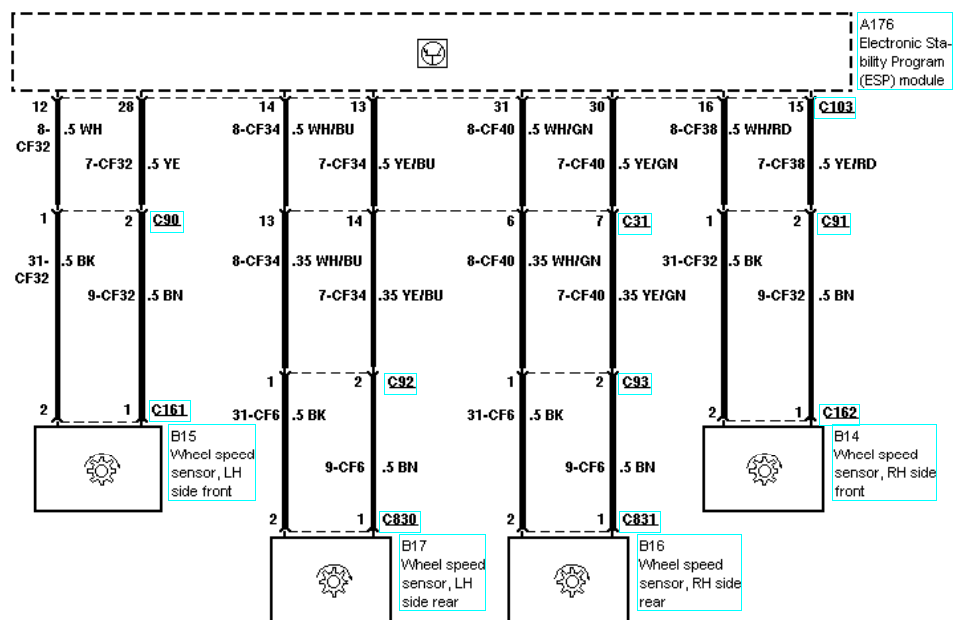 A176
Electronic Sta-
bility Program
(ESP) module
12 28 14 13 31 30 16 15 C103
8-
CF32 .5 WH 8-CF34 .5 WH/BU 8-CF40 .5 WH/GN 8-CF38 .5 WH/RD
7-CF32 .5 YE 7-CF34 .5 YE/BU 7-CF40 .5 YE/GN 7-CF38 .5 YE/RD
1 2 C90 13 14 6 7 C31 1 2 C91
31-
CF32 .5 BK 8-CF34 .35 WH/BU 8-CF40 .35 WH/GN 31-CF32 .5 BK
9-CF32 .5 BN 7-CF34 .35 YE/BU 7-CF40 .35 YE/GN 9-CF32 .5 BN
1 2 C92 1 2 C93
2 1 C161 31-CF6 .5 BK 31-CF6 .5 BK 2 1 C162
B15
Wheel speed
sensor, LH
side front
B14
Wheel speed
sensor, RH side
front
9-CF6 .5 BN 9-CF6 .5 BN
2 1 C830 2 1 C831
B17
Wheel speed
sensor, LH
side rear
B16
Wheel speed
sensor, RH side
rear